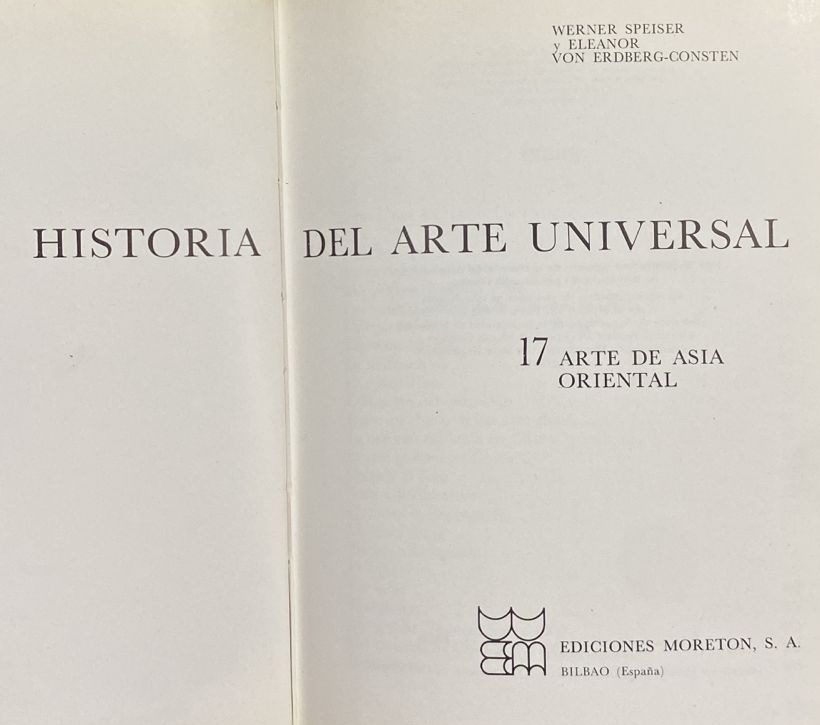 WERNER SPEISER
y ELEANOR
VON ERDBERG-CONSTEN
HISTORIA DEL ARTE UNIVERSAL
17 ARTE DE ASIA
ORIENTAL
EDICIONES MORETON, S. A.
BILBAO (España)